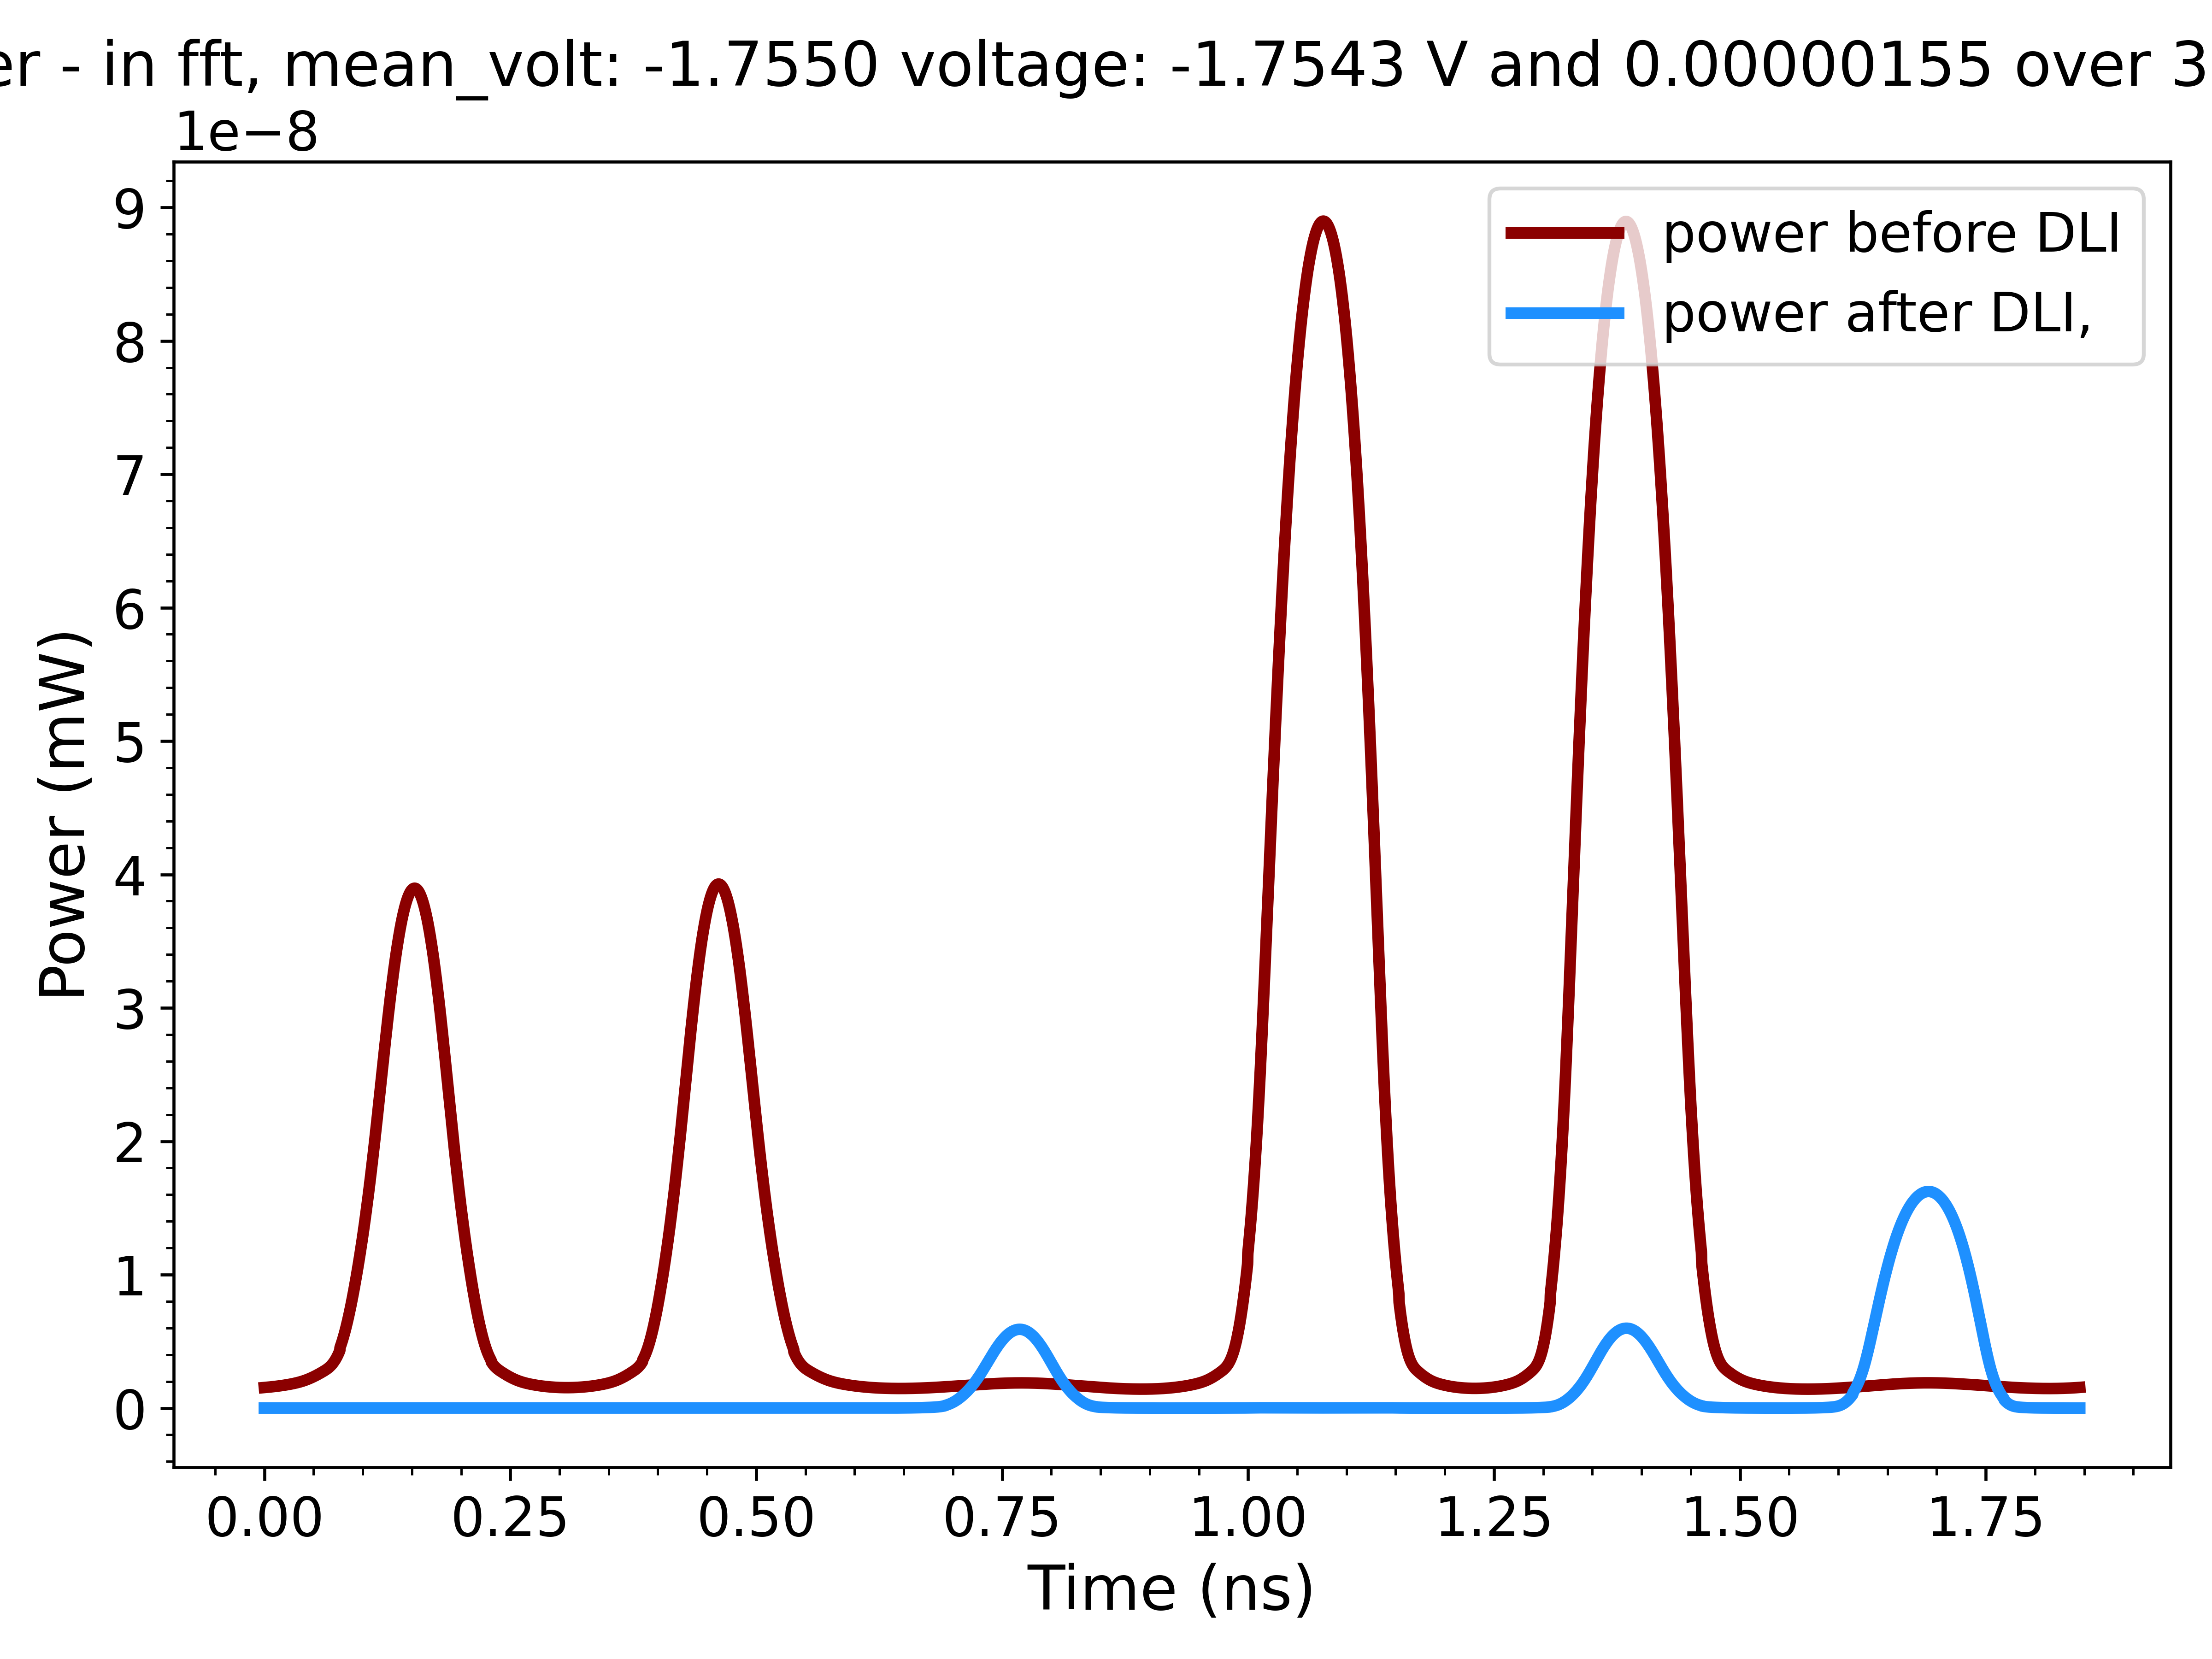 - in fft, mean_volt: -1.7550 voltage: -1.7543 V and 0.00000155 over 3
1e−8
power before DLI
power after DLI,
9
8
7
6
5
4
3
2
1
0
Power (mW)
0.00 0.25 0.50 0.75 1.00 1.25 1.50 1.75
Time (ns)